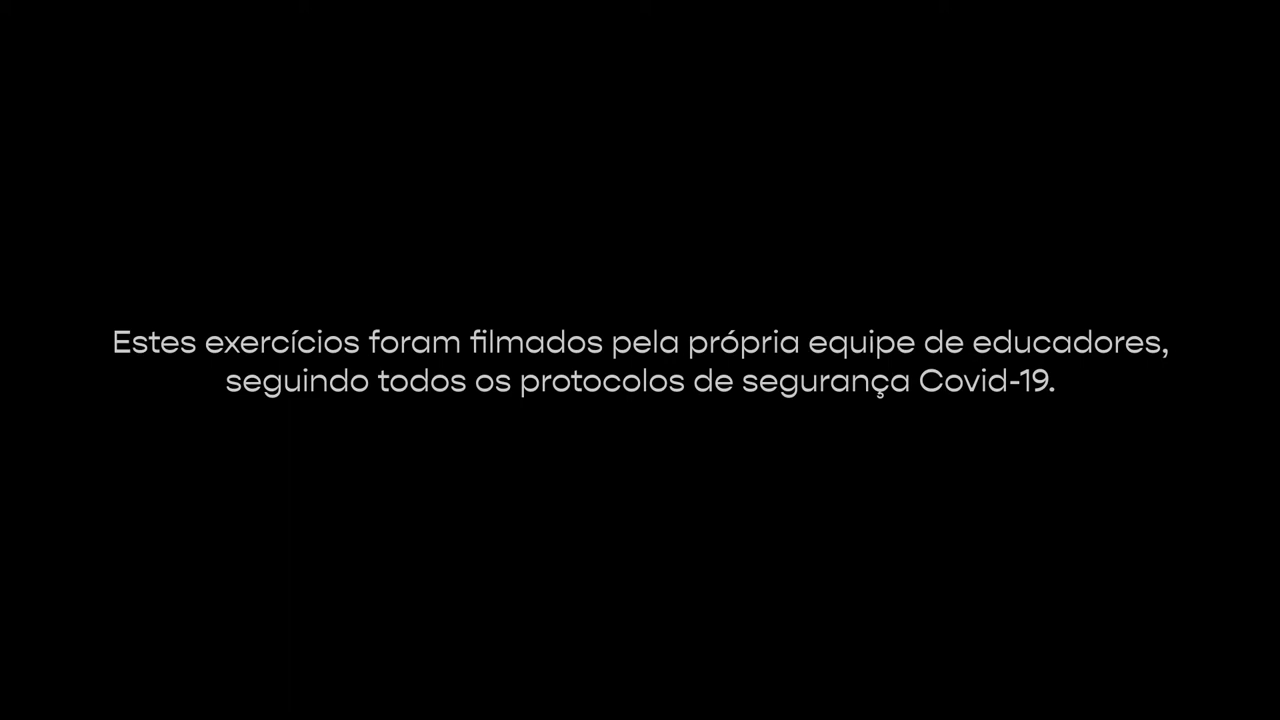 Estes exercícios foram filmados pela própria equipe de educadores,
seguindo todos os protocolos de segurança Covid-19.